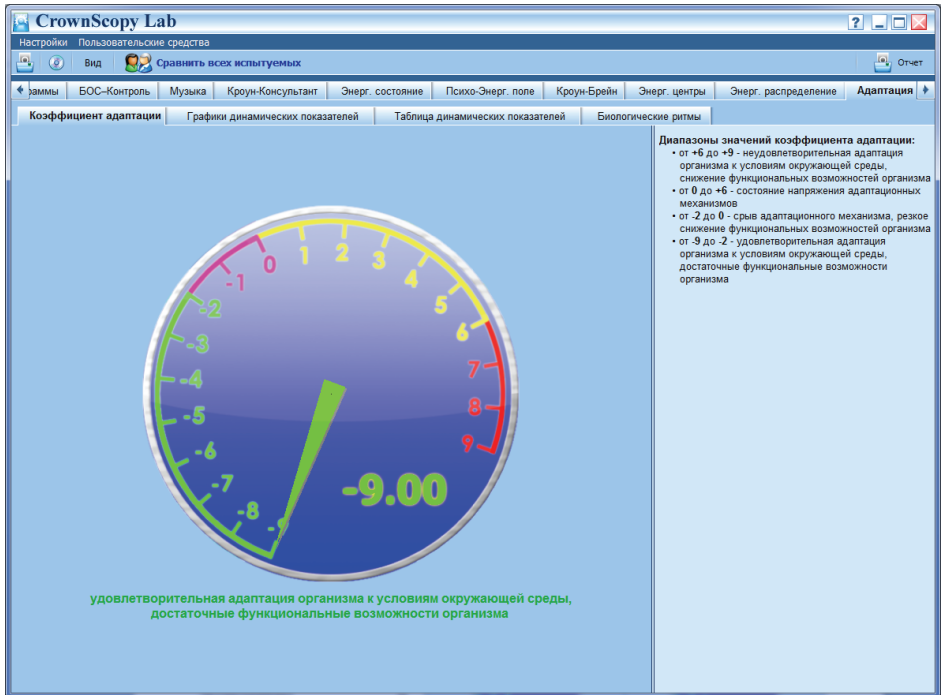 CrownScopy Lab
Настройки Пользовательские средства
Вид Сравнить всех испытуемых Отчет
раммы БОС–Контроль Музыка Кроун-Консультант Энерг. состояние Психо-Энерг. поле Кроун-Брейн Энерг. центры Энерг. распределение Адаптация
Коэффициент адаптации Графики динамических показателей Таблица динамических показателей Биологические ритмы
Диапазоны значений коэффициента адаптации:
• от +6 до +9 - неудовлетворительная адаптация
организма к условиям окружающей среды,
снижение функциональных возможностей организма
• от 0 до +6 - состояние напряжения адаптационных
механизмов
• от -2 до 0 - срыв адаптационного механизма, резкое
снижение функциональных возможностей организма
• от -9 до -2 - удовлетворительная адаптация
организма к условиям окружающей среды,
достаточные функциональные возможности
организма
-9
-8
-7
-6
-5
-4
-3
-2
-1
0
1
2
3
4
5
6
7
8
9
-9.00
удовлетворительная адаптация организма к условиям окружающей среды,
достаточные функциональные возможности организма